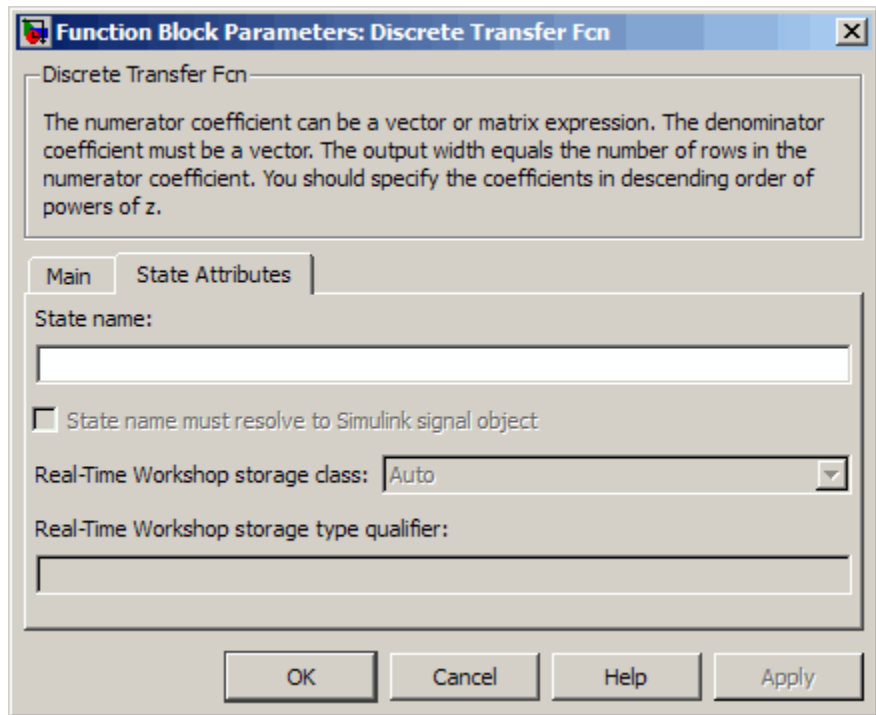 Function Block Parameters: Discrete Transfer Fcn
Discrete Transfer Fcn
The numerator coefficient can be a vector or matrix expression. The denominator
coefficient must be a vector. The output width equals the number of rows in the
numerator coefficient. You should specify the coefficients in descending order of
powers of z.
Main State Attributes
State name:
State name must resolve to Simulink signal object
Real-Time Workshop storage class: Auto
Real-Time Workshop storage type qualifier:
OK Cancel Help Apply